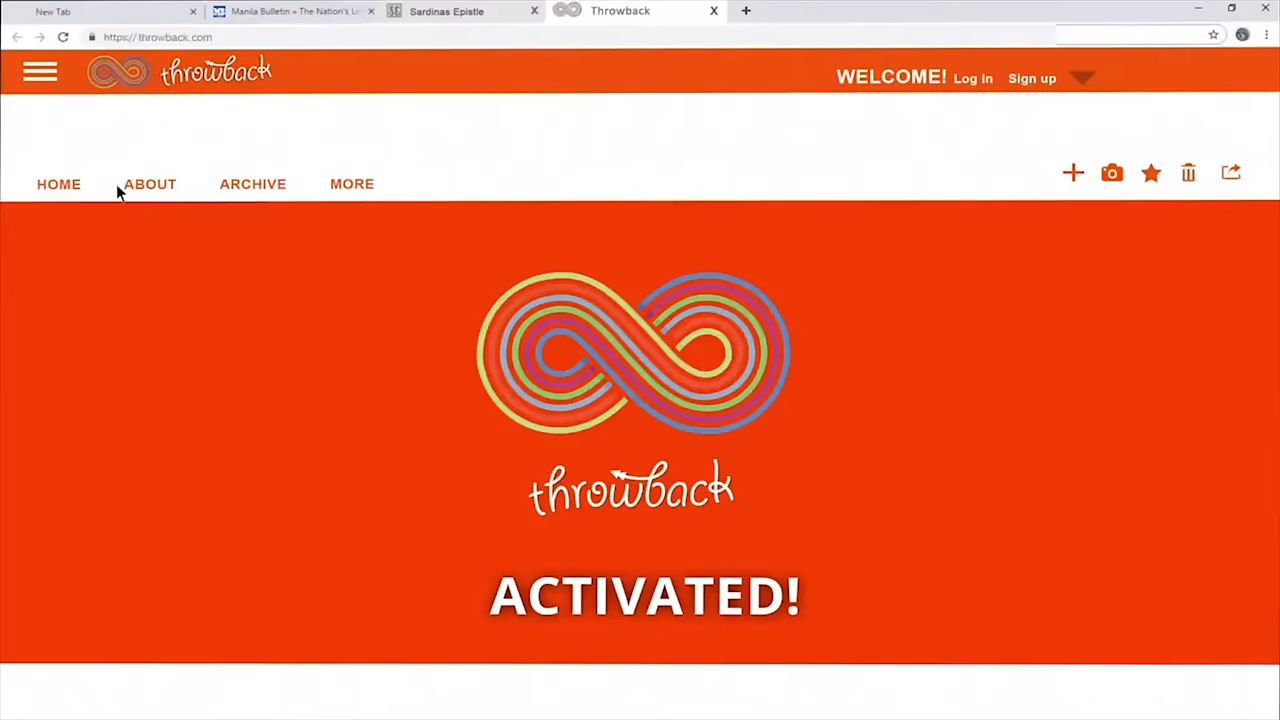 New Tab
Manila Bulletin » The Nation's Le
Sardinas Epistle
Throwback
https://throwback.com
throwback
WELCOME! Log In Sign up
HOME ABOUT ARCHIVE MORE
throwback
ACTIVATED!